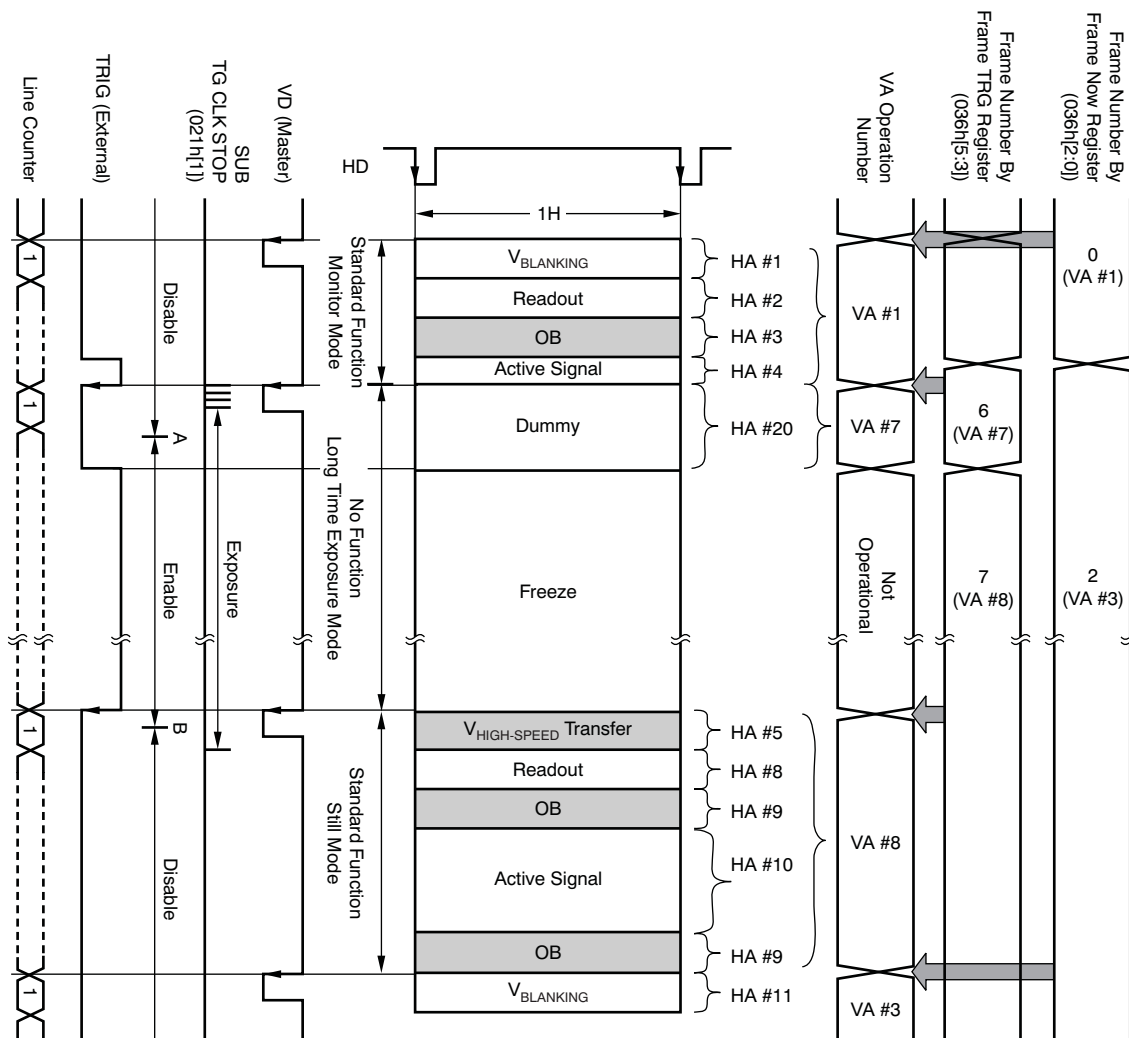 Frame Number By
Frame Now Register
(036h[2:0])
0
(VA #1)
2
(VA #3)
Frame Number By
Frame TRG Register
(036h[5:3])
6
(VA #7)
7
(VA #8)
VA Operation
Number
VA #1
VA #7
Not
Operational
VA #8
VA #3
HD
1H
VBLANKING
HA #1
Readout
HA #2
OB
HA #3
Active Signal
HA #4
Dummy
HA #20
Freeze
VHIGH-SPEED Transfer
HA #5
Readout
HA #8
OB
HA #9
Active Signal
HA #10
OB
HA #9
VBLANKING
HA #11
Standard Function
Monitor Mode
No Function
Long Time Exposure Mode
Standard Function
Still Mode
VD (Master)
SUB
TG CLK STOP
(021h[1])
Exposure
Disable
A
Enable
B
Disable
TRIG (External)
Line Counter
1
1
1
1